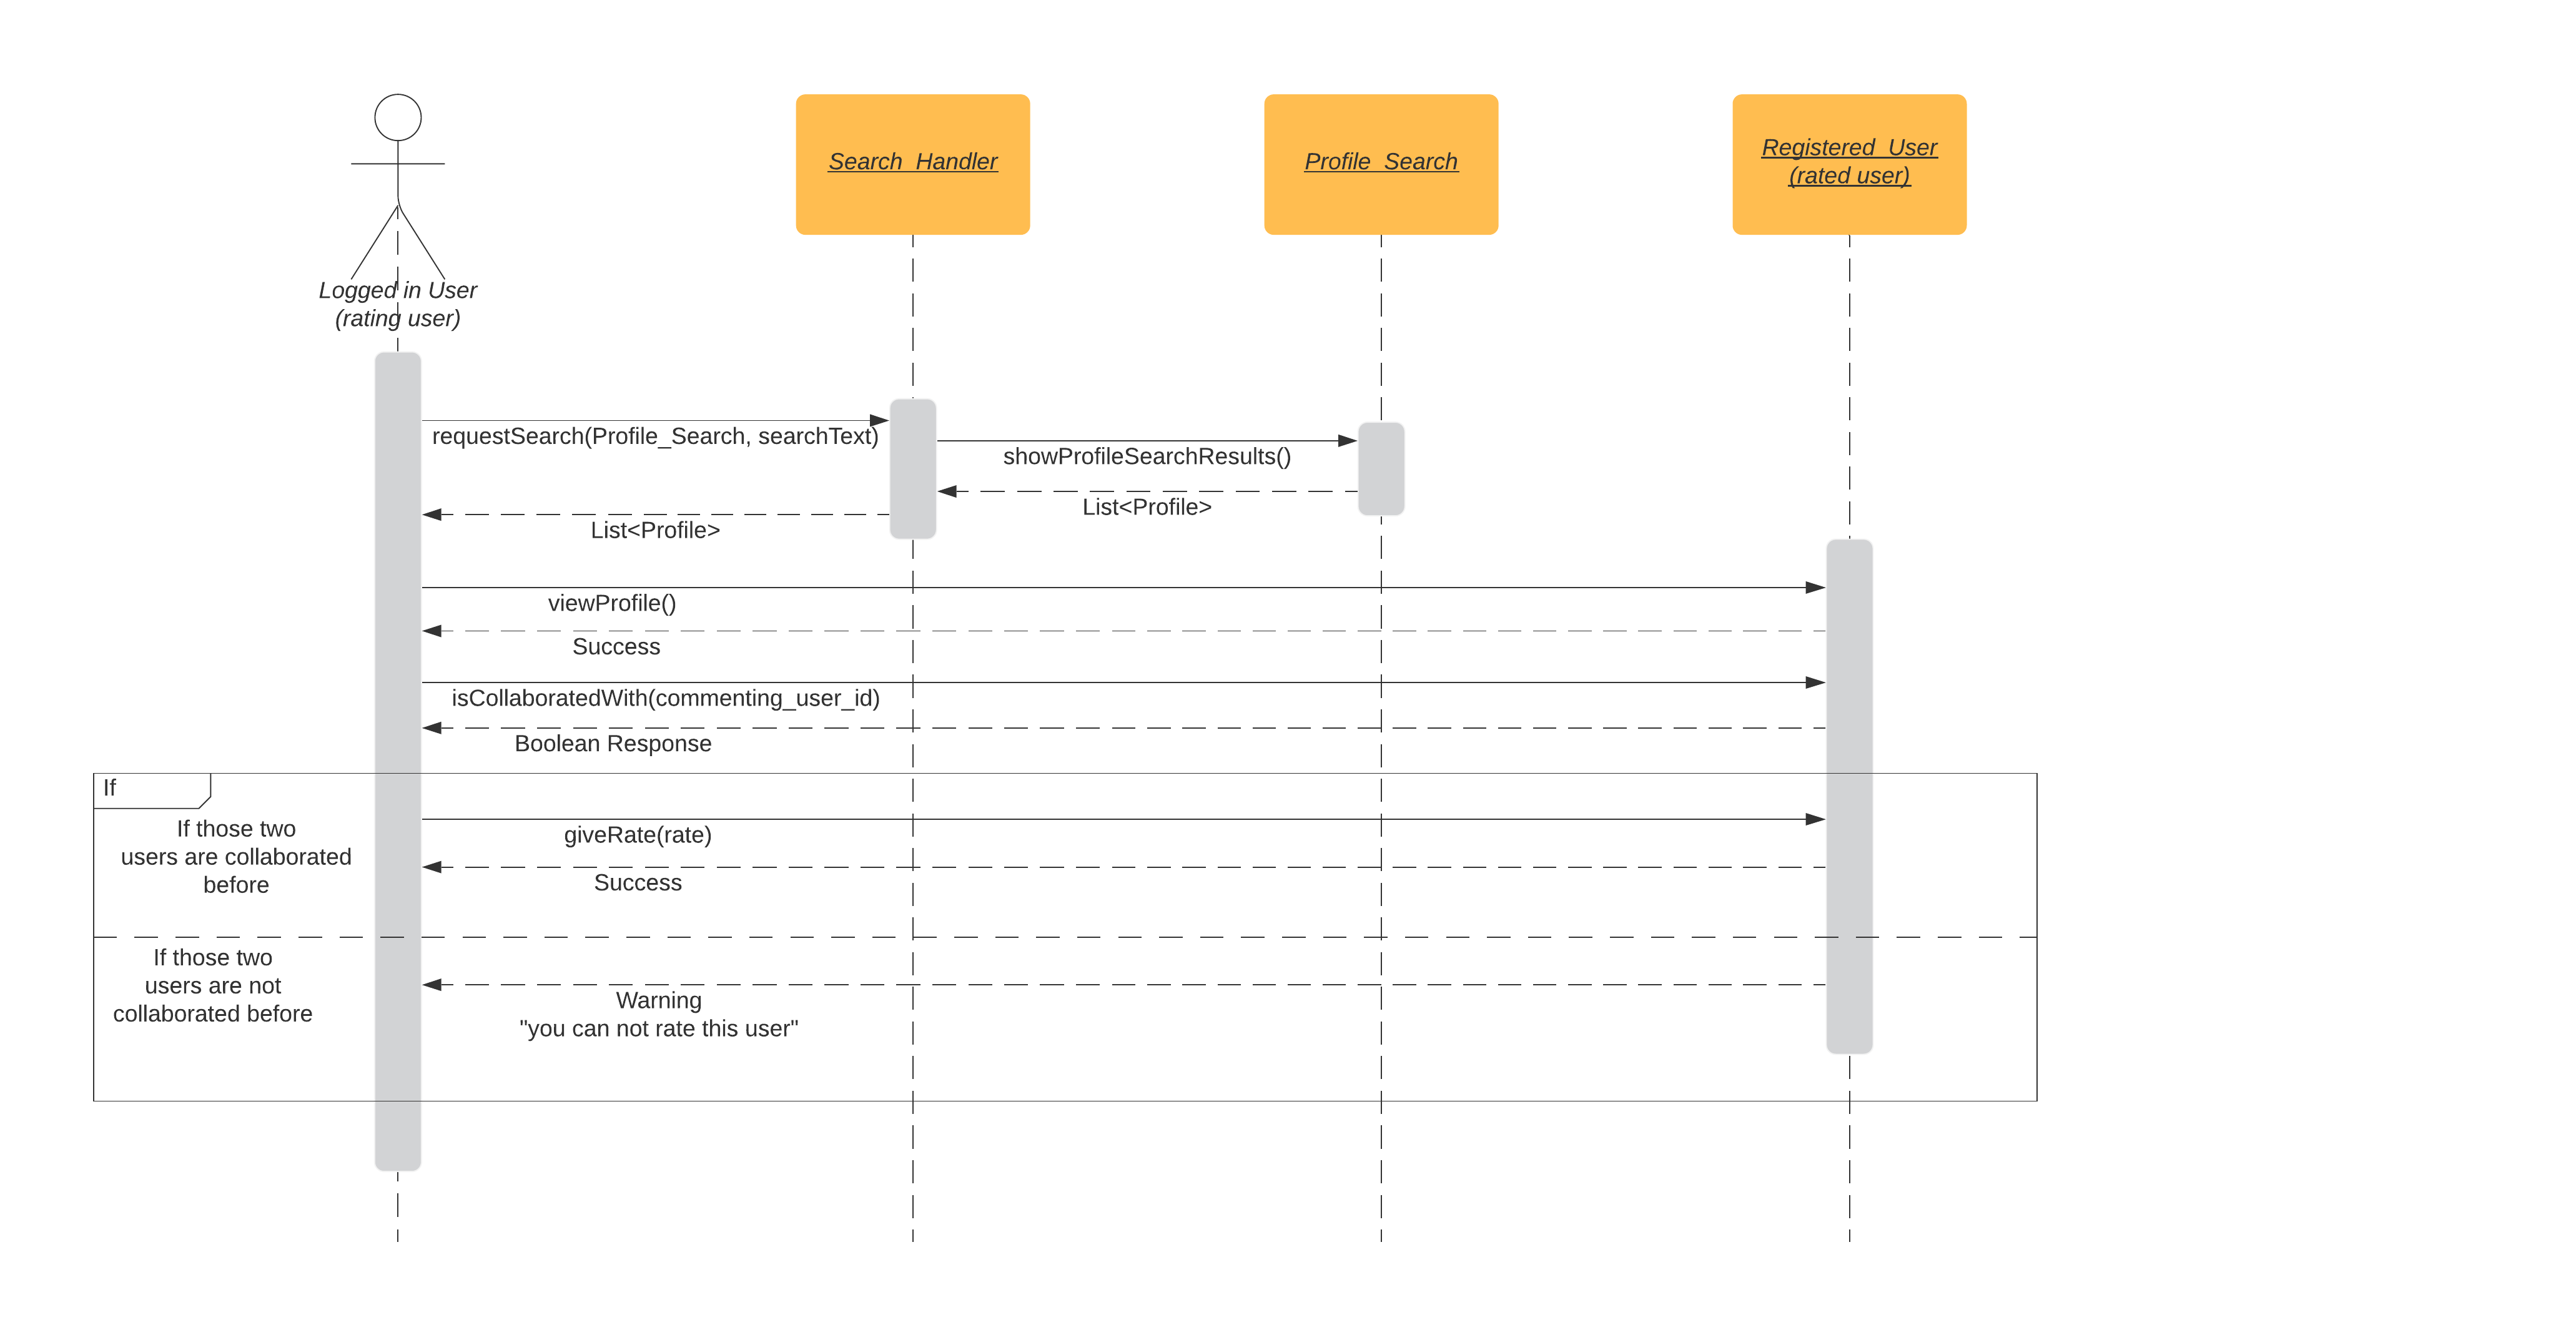 Search_Handler
Profile_Search
Registered_User
(rated user)
Logged in User
(rating user)
requestSearch(Profile_Search, searchText)
showProfileSearchResults()
List<Profile>
List<Profile>
viewProfile()
Success
isCollaboratedWith(commenting_user_id)
Boolean Response
If
If those two
users are collaborated
before
giveRate(rate)
Success
If those two
users are not
collaborated before
Warning
"you can not rate this user"